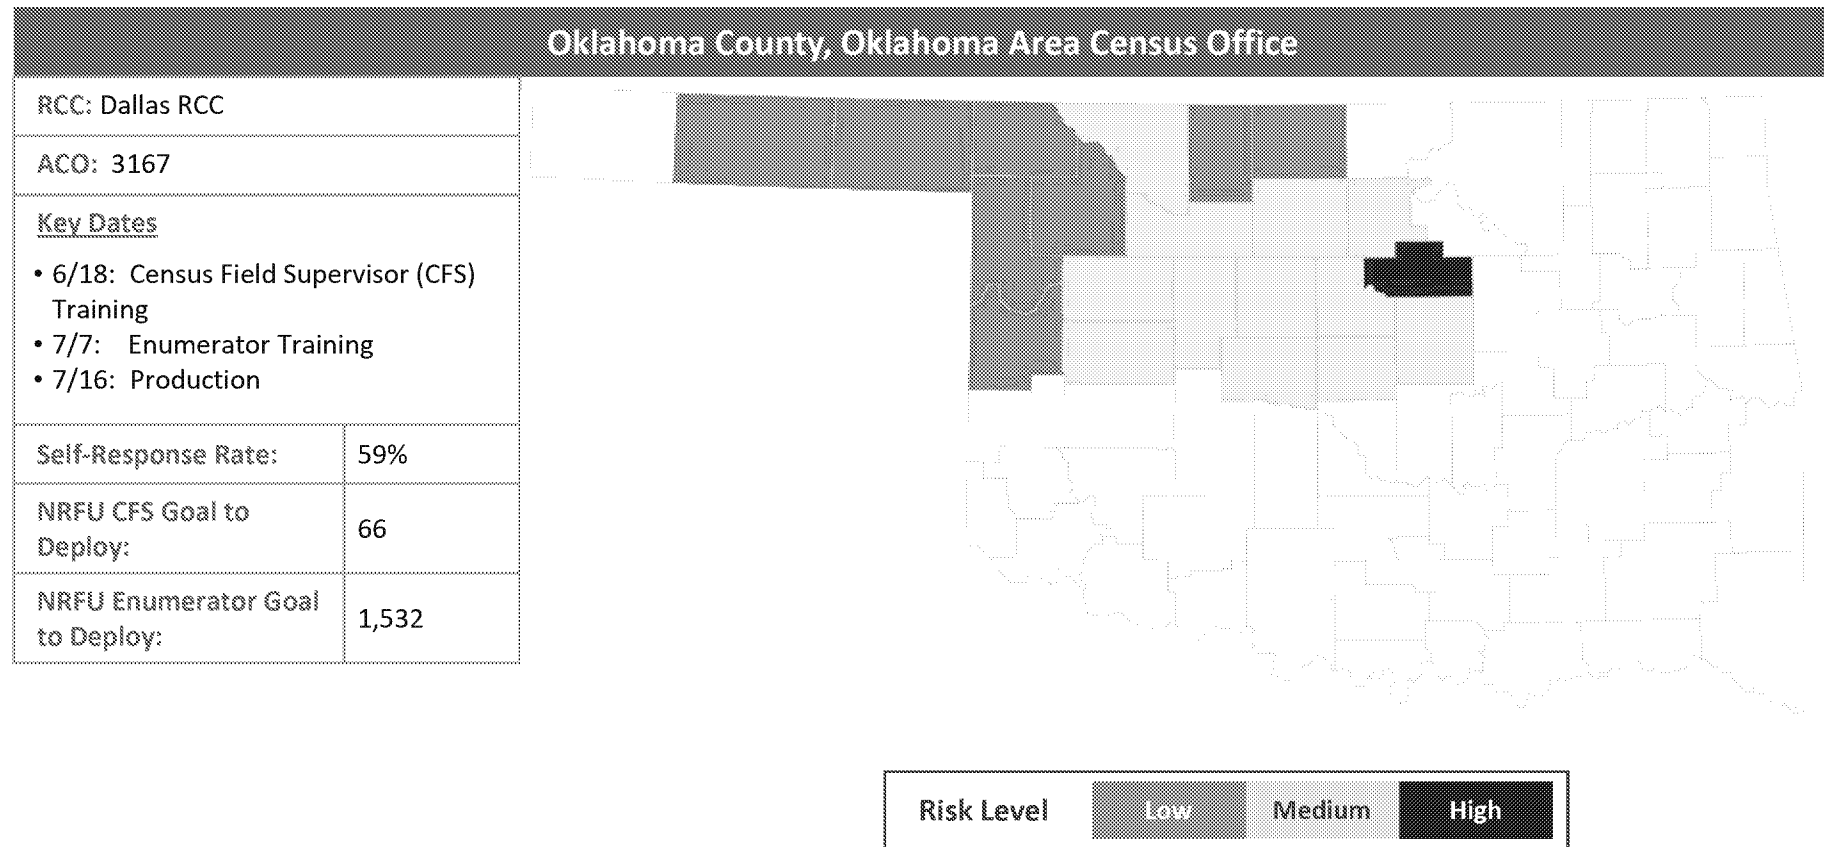 Oklahoma County, Oklahoma Area Census Office
RCC: Dallas RCC
ACO: 3167
Key Dates
• 6/18: Census Field Supervisor (CFS)
Training
• 7/7: Enumerator Training
• 7/16: Production
Self-Response Rate: 59%
NRFU CFS Goal to
Deploy: 66
NRFU Enumerator Goal
to Deploy: 1,532
Risk Level Low Medium High